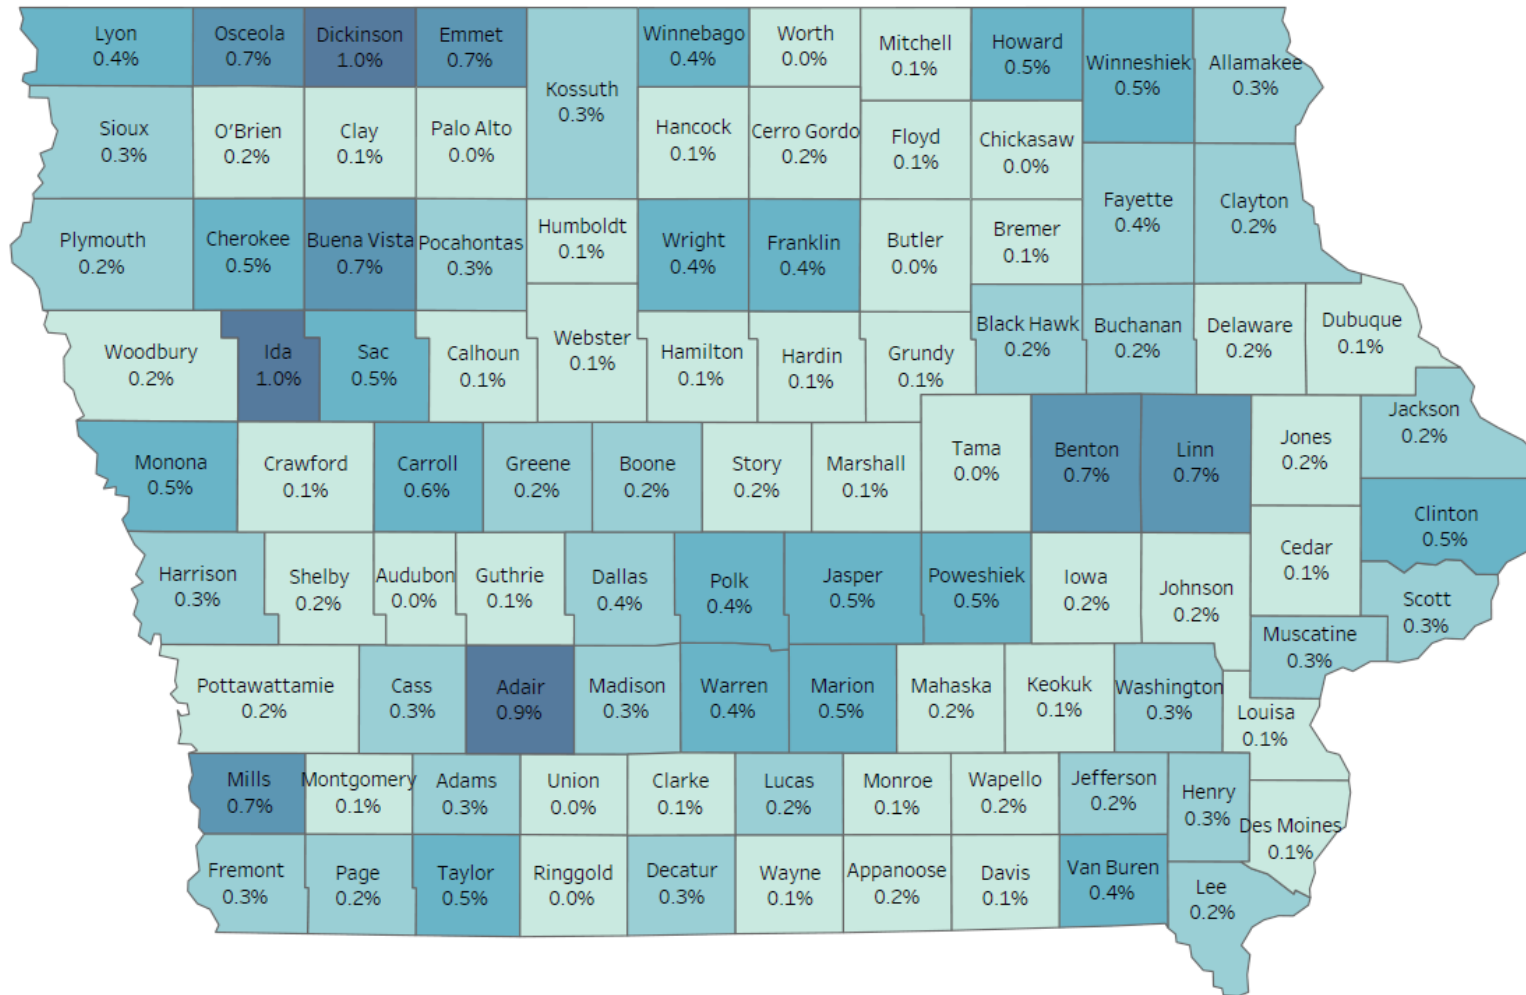 Lyon
0.4%
Osceola
0.7%
Dickinson
1.0%
Emmet
0.7%
Kossuth
0.3%
Winnebago
0.4%
Worth
0.0%
Mitchell
0.1%
Howard
0.5%
Winneshiek
0.5%
Allamakee
0.3%
Sioux
0.3%
O'Brien
0.2%
Clay
0.1%
Palo Alto
0.0%
Hancock
0.1%
Cerro Gordo
0.2%
Floyd
0.1%
Chickasaw
0.0%
Fayette
0.4%
Clayton
0.2%
Plymouth
0.2%
Cherokee
0.5%
Buena Vista
0.7%
Pocahontas
0.3%
Humboldt
0.1%
Wright
0.4%
Franklin
0.4%
Butler
0.0%
Bremer
0.1%
Woodbury
0.2%
Ida
1.0%
Sac
0.5%
Calhoun
0.1%
Webster
0.1%
Hamilton
0.1%
Hardin
0.1%
Grundy
0.1%
Black Hawk
0.2%
Buchanan
0.2%
Delaware
0.2%
Dubuque
0.1%
Monona
0.5%
Crawford
0.1%
Carroll
0.6%
Greene
0.2%
Boone
0.2%
Story
0.2%
Marshall
0.1%
Tama
0.0%
Benton
0.7%
Linn
0.7%
Jones
0.2%
Jackson
0.2%
Clinton
0.5%
Harrison
0.3%
Shelby
0.2%
Audubon
0.0%
Guthrie
0.1%
Dallas
0.4%
Polk
0.4%
Jasper
0.5%
Poweshiek
0.5%
Iowa
0.2%
Johnson
0.2%
Cedar
0.1%
Scott
0.3%
Muscatine
0.3%
Pottawattamie
0.2%
Cass
0.3%
Adair
0.9%
Madison
0.3%
Warren
0.4%
Marion
0.5%
Mahaska
0.2%
Keokuk
0.1%
Washington
0.3%
Louisa
0.1%
Mills
0.7%
Montgomery
0.1%
Adams
0.3%
Union
0.0%
Clarke
0.1%
Lucas
0.2%
Monroe
0.1%
Wapello
0.2%
Jefferson
0.2%
Henry
0.3%
Des Moines
0.1%
Fremont
0.3%
Page
0.2%
Taylor
0.5%
Ringgold
0.0%
Decatur
0.3%
Wayne
0.1%
Appanoose
0.2%
Davis
0.1%
Van Buren
0.4%
Lee
0.2%